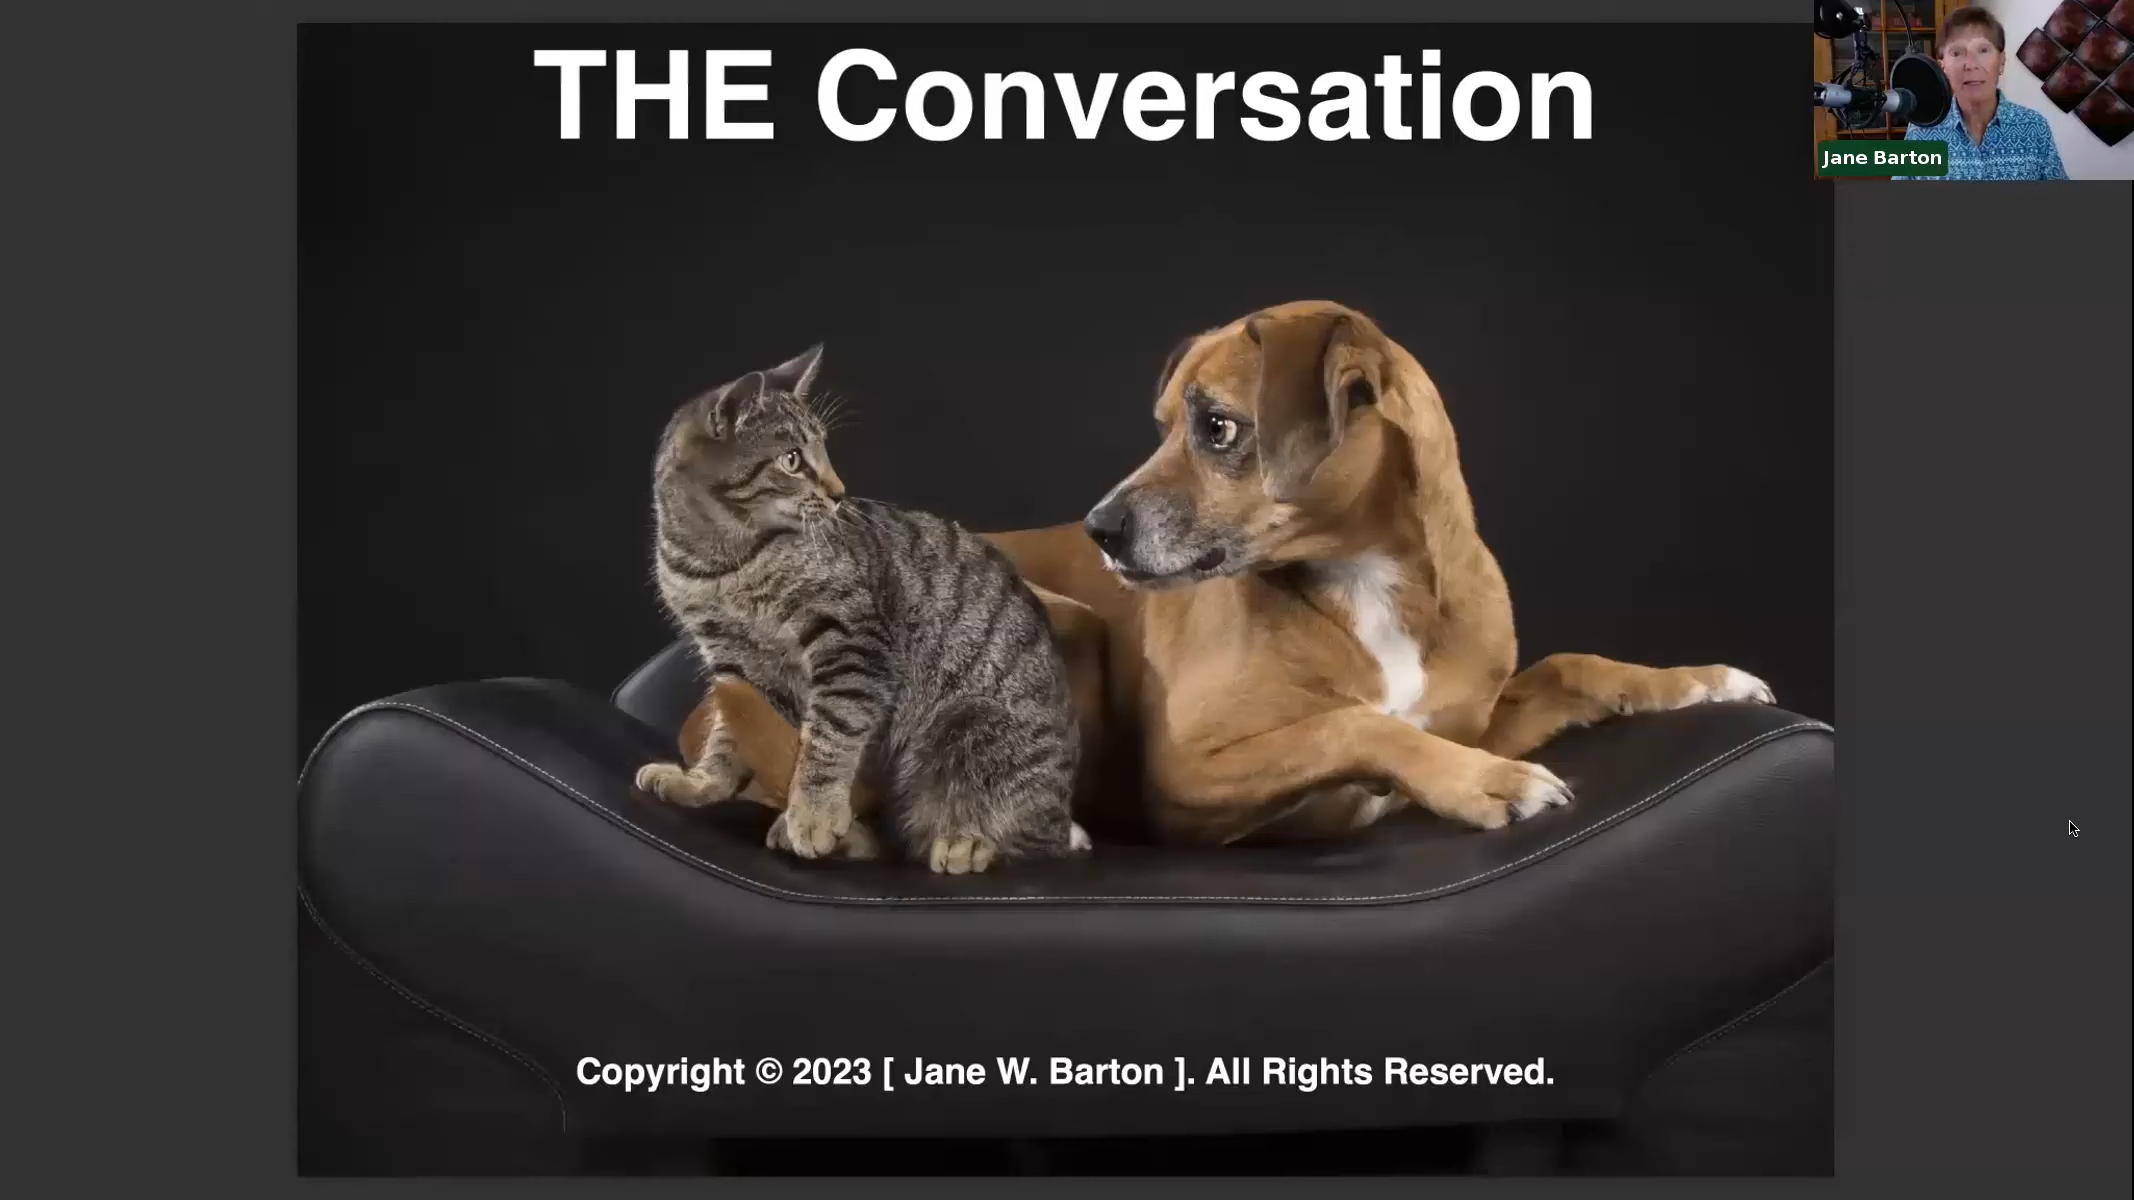 THE Conversation
Jane Barton
Copyright © 2023 [ Jane W. Barton ]. All Rights Reserved.